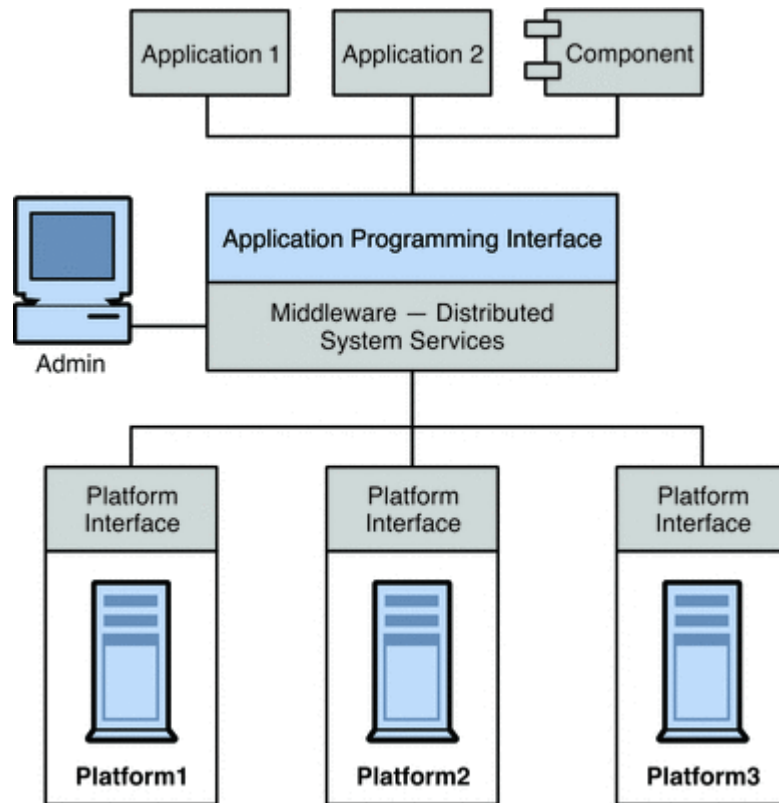 Application 1
Application 2
Component
Application Programming Interface
Middleware — Distributed
System Services
Admin
Platform
Interface
Platform
Interface
Platform
Interface
Platform1
Platform2
Platform3